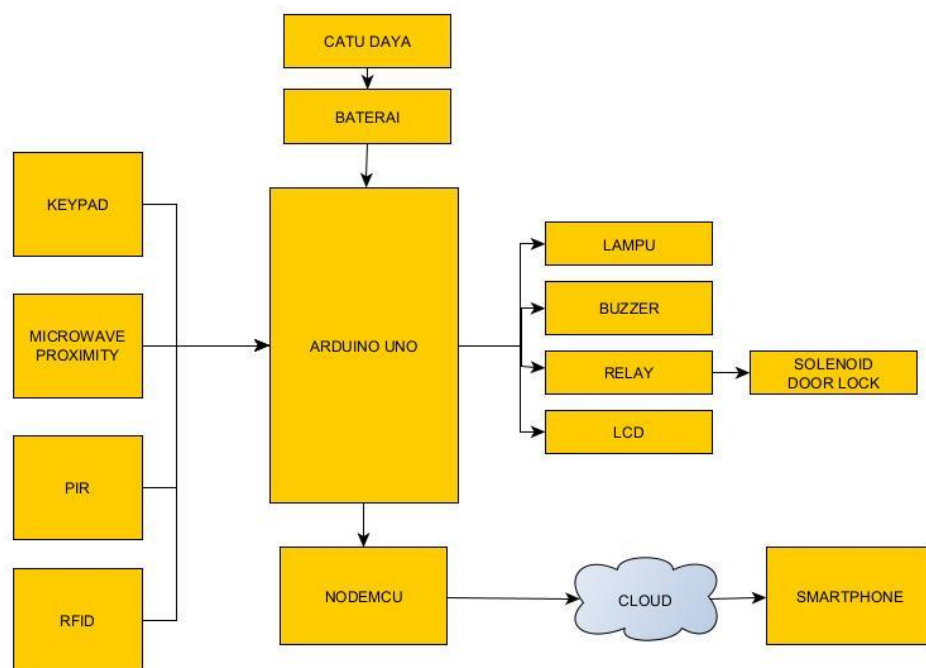 CATU DAYA
BATERAI
KEYPAD
MICROWAVE
PROXIMITY
PIR
RFID
ARDUINO UNO
LAMPU
BUZZER
RELAY
LCD
SOLENOID
DOOR LOCK
NODEMCU
CLOUD
SMARTPHONE